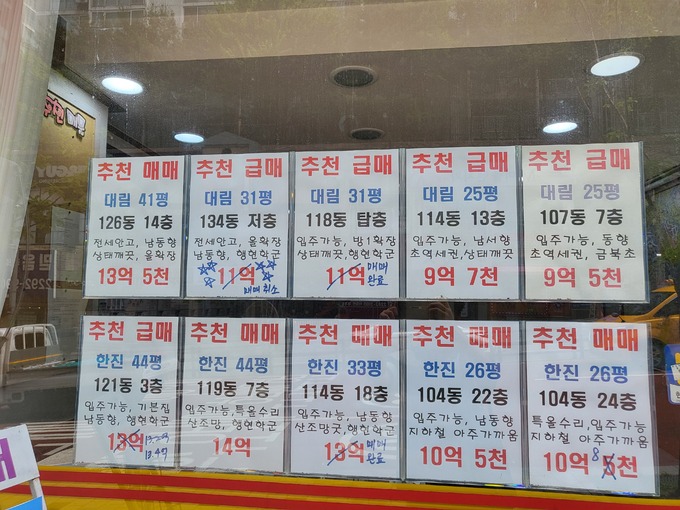 추천 매매
대림 41평
126동 14층
전세안고, 남동향
상태깨끗, 올확장
13억 5천
추천 급매
대림 31평
134동 저층
전세안고, 올확장
남동향, 행현학군
11억
매매 취소
추천 급매
대림 31평
118동 탑층
입주가능, 방1확장
상태깨끗, 행현학군
11억 매매
완료
추천 급매
대림 25평
114동 13층
입주가능, 남서향
초역세권, 상태깨끗
9억 7천
추천 급매
대림 25평
107동 7층
입주가능, 동향
초역세권, 금북초
9억 5천
추천 급매
한진 44평
121동 3층
입주가능, 기본집
남동향, 행현학군
13억
추천 매매
한진 44평
119동 7층
입주가능, 특올수리
산조망, 행현학군
14억
추천 매매
한진 33평
114동 18층
입주가능, 남동향
산조망굿, 행현학군
13억 매매
완료
추천 매매
한진 26평
104동 22층
입주가능, 남동향
지하철 아주가까움
10억 5천
추천 매매
한진 26평
104동 24층
특올수리, 입주가능
지하철 아주가까움
8
10억 5천